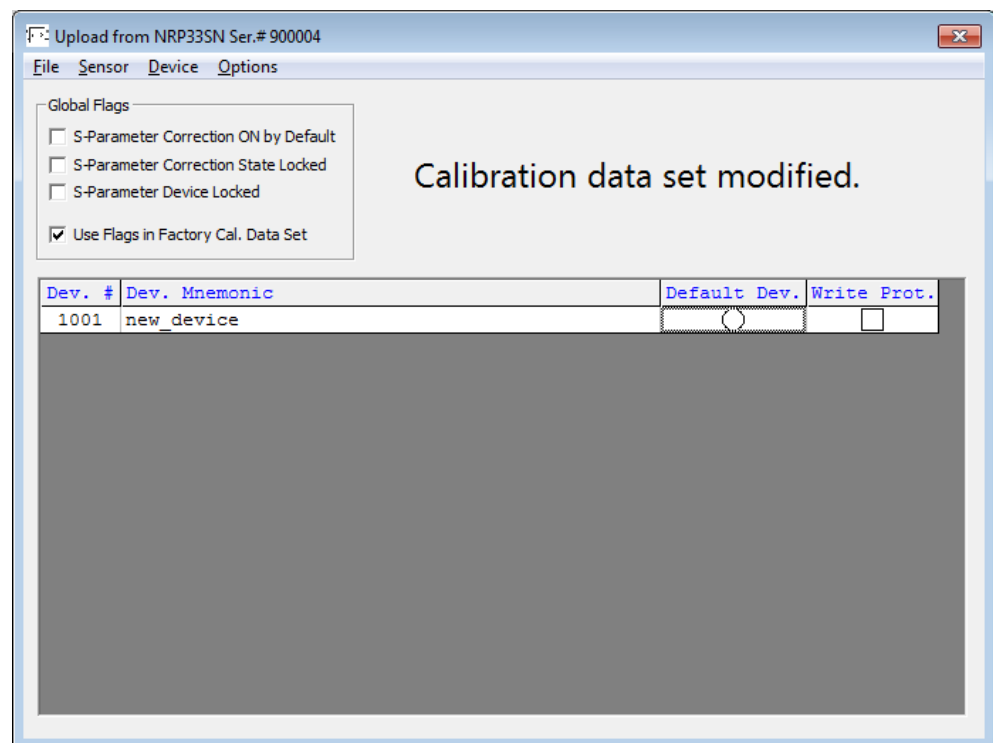 Upload from NRP33SN Ser.# 900004
File Sensor Device Options
Global Flags
S-Parameter Correction ON by Default
S-Parameter Correction State Locked
S-Parameter Device Locked
Use Flags in Factory Cal. Data Set
Calibration data set modified.
Dev. # Dev. Mnemonic Default Dev. Write Prot.
1001 new_device